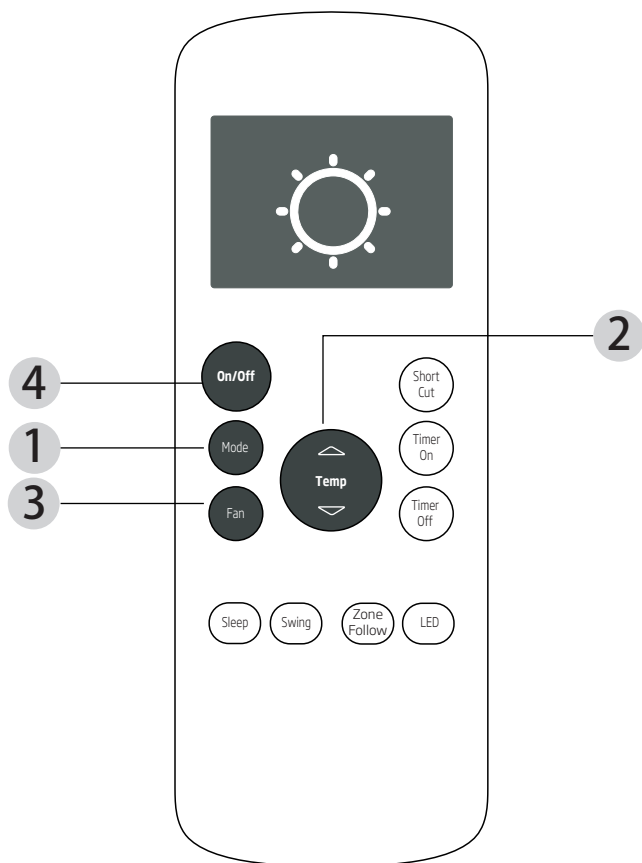 2
On/Off
4
Short
Cut
Mode
1
Timer
On
Temp
Fan
3
Timer
Off
Sleep
Swing
Zone
Follow
LED